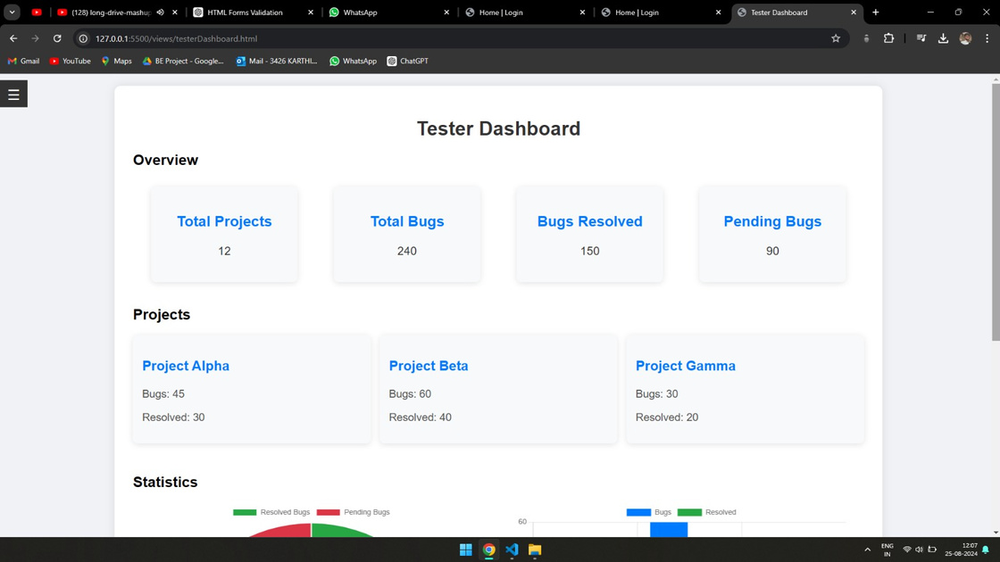 (128) long-drive-mashup
HTML Forms Validation
WhatsApp
Home | Login
Home | Login
Tester Dashboard
127.0.0.1:5500/views/testerDashboard.html
Gmail
YouTube
Maps
BE Project - Google...
Mail - 3426 KARTHI...
WhatsApp
ChatGPT
Tester Dashboard
Overview
Total Projects
12
Total Bugs
240
Bugs Resolved
150
Pending Bugs
90
Projects
Project Alpha
Bugs: 45
Resolved: 30
Project Beta
Bugs: 60
Resolved: 40
Project Gamma
Bugs: 30
Resolved: 20
Statistics
Resolved Bugs
Pending Bugs
Bugs
Resolved
60
ENG
IN
12:07
25-08-2024